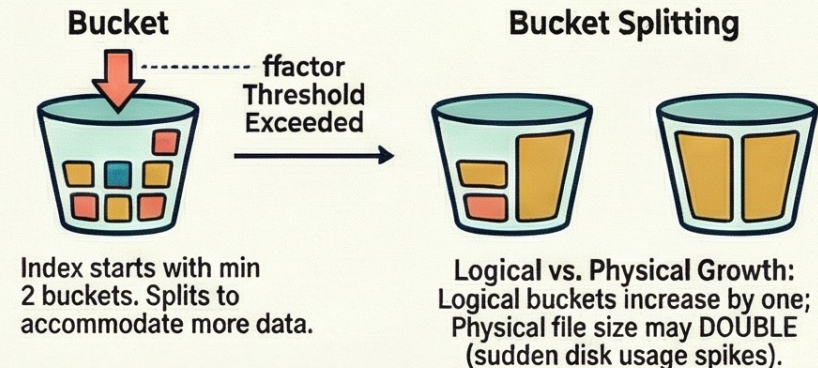 Bucket
ffactor
Threshold
Exceeded
Index starts with min
2 buckets. Splits to
accommodate more data.
Bucket Splitting
Logical vs. Physical Growth:
Logical buckets increase by one;
Physical file size may DOUBLE
(sudden disk usage spikes).